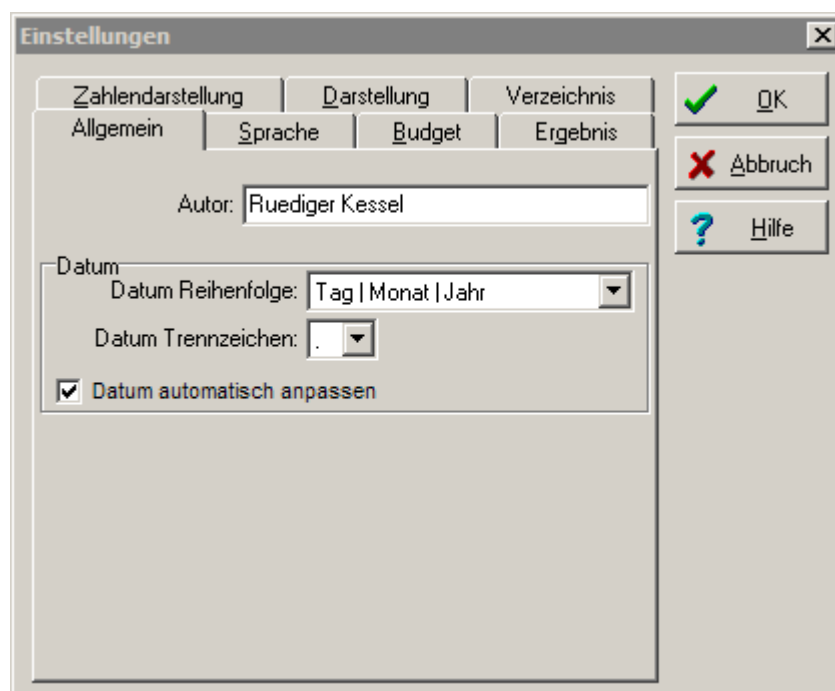 Einstellungen
Zahlendarstellung Darstellung Verzeichnis
Allgemein Sprache Budget Ergebnis
Autor: Ruediger Kessel
Datum
Datum Reihenfolge: Tag | Monat | Jahr
Datum Trennzeichen: .
Datum automatisch anpassen
OK
Abbruch
Hilfe